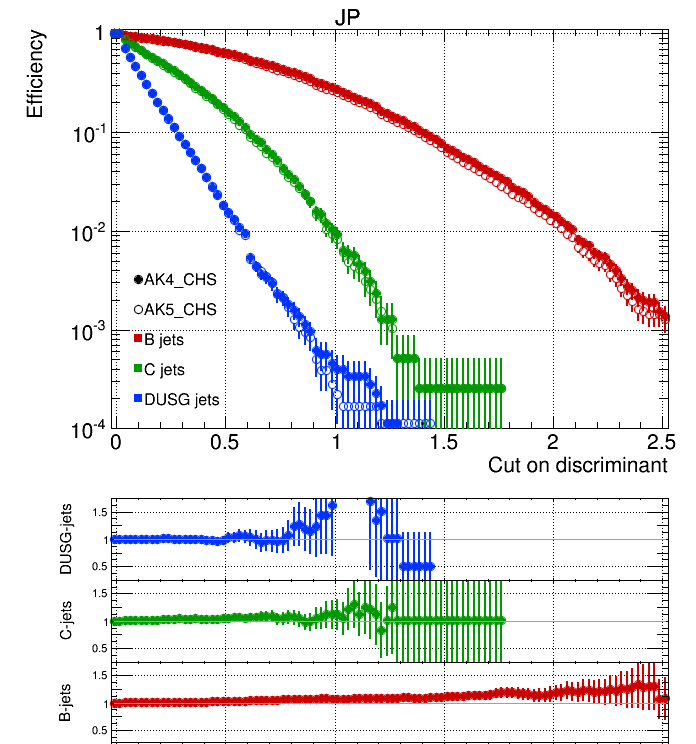 JP
Efficiency
1
10-1
10-2
10-3
10-4
AK4_CHS
AK5_CHS
B jets
C jets
DUSG jets
0 0.5 1 1.5 2 2.5
Cut on discriminant
DUSG-jets
1.5
1
0.5
C-jets
1.5
1
0.5
B-jets
1.5
1
0.5